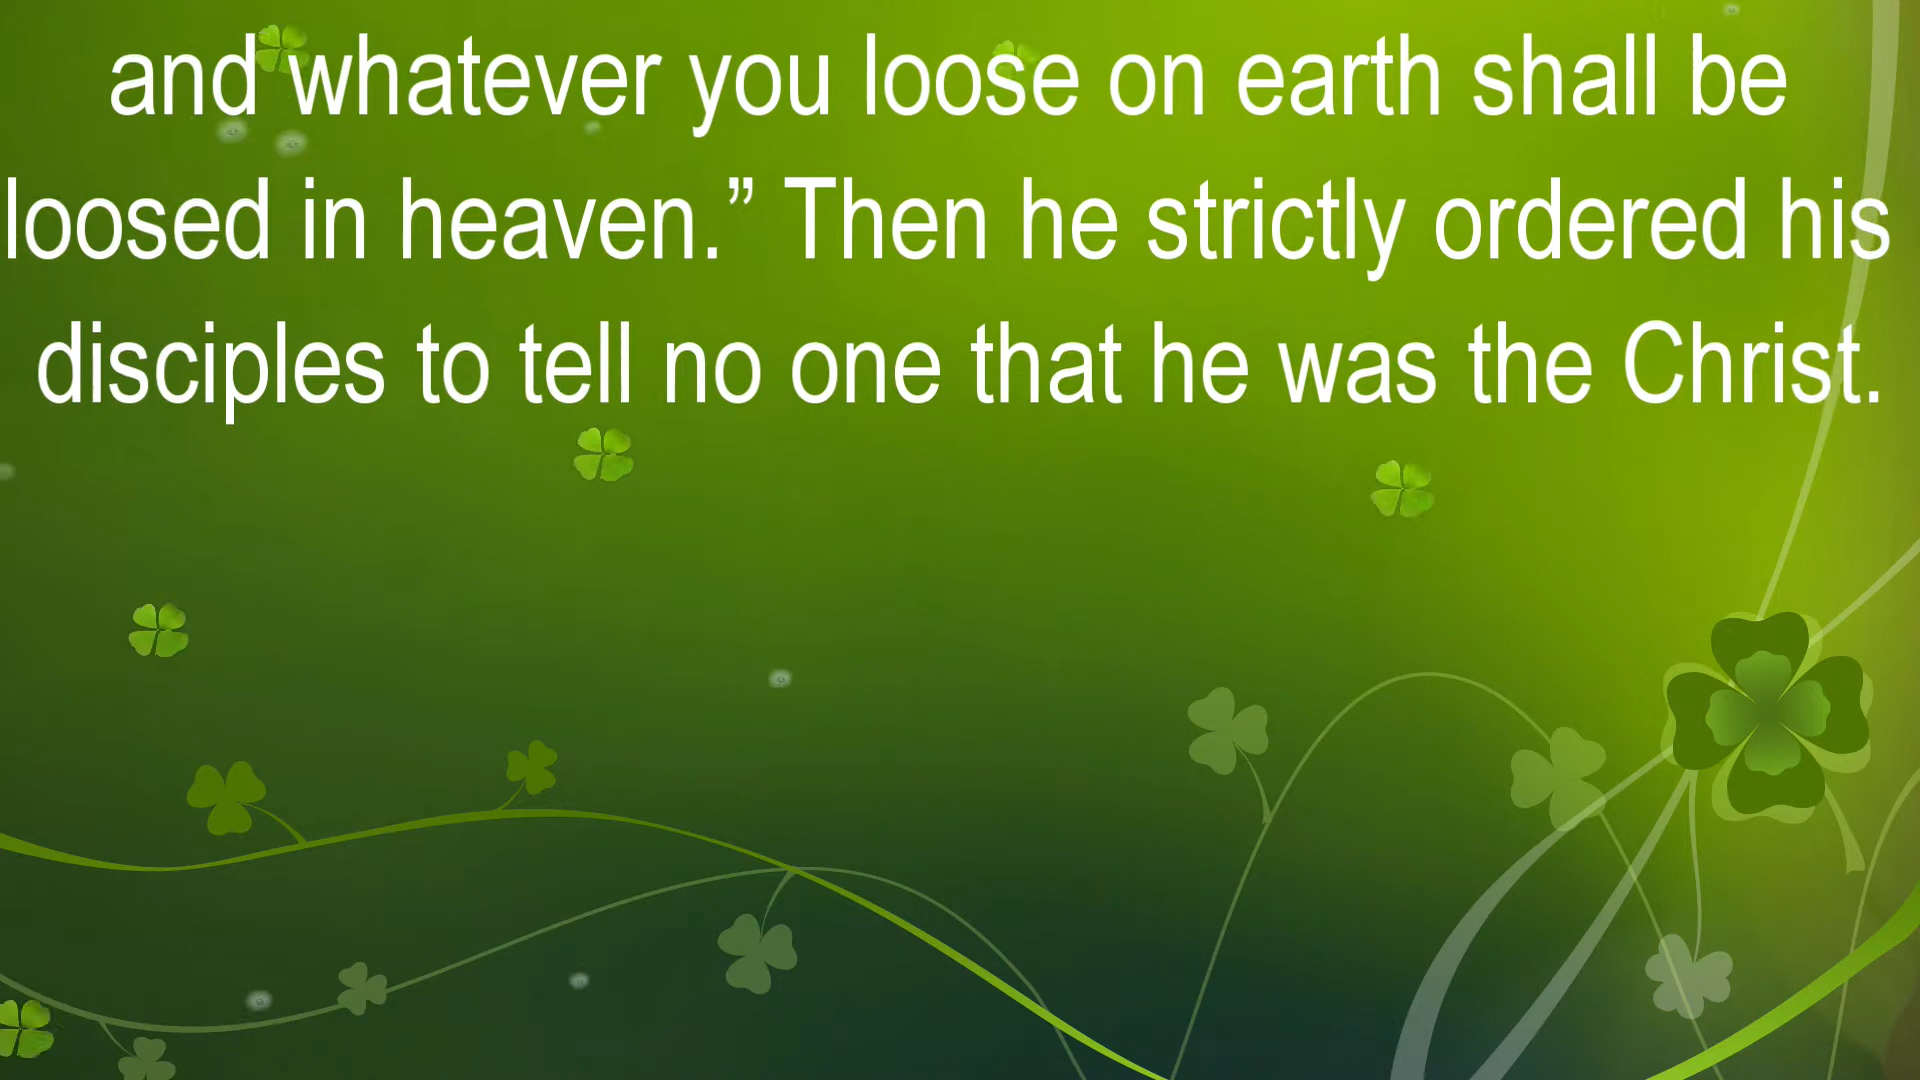 and whatever you loose on earth shall be
loosed in heaven.” Then he strictly ordered his
disciples to tell no one that he was the Christ.